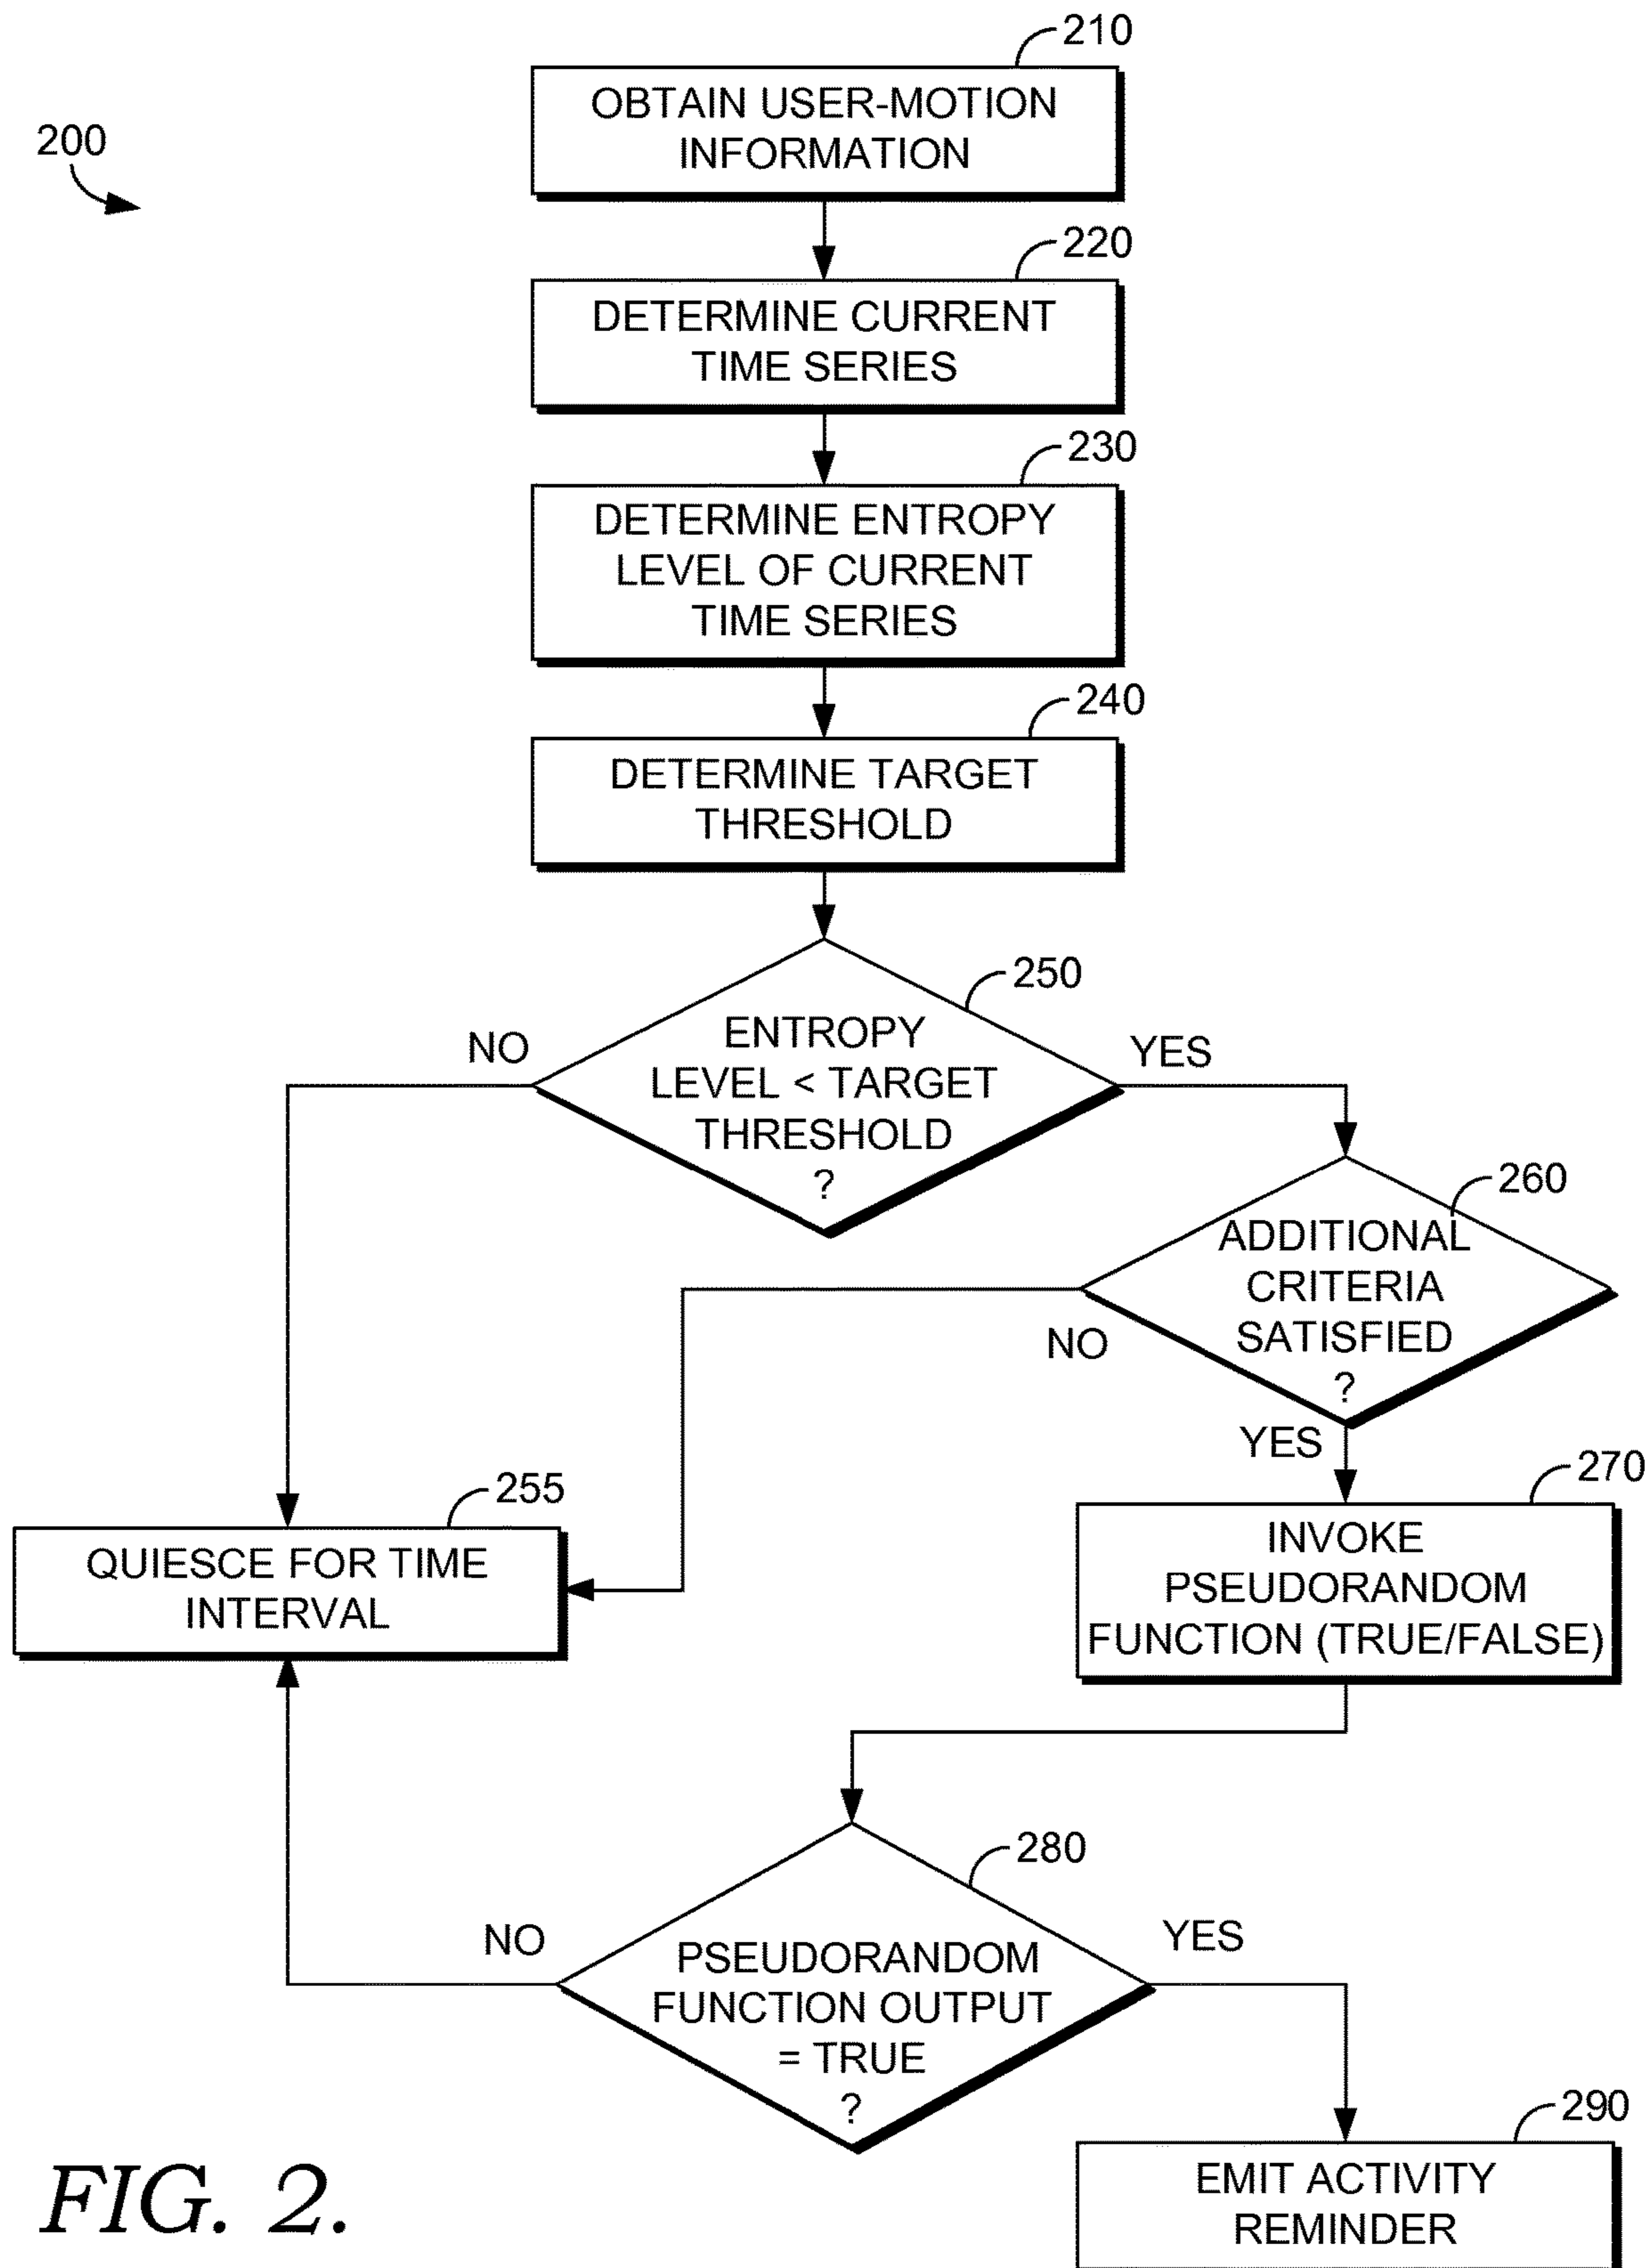 210
OBTAIN USER-MOTION
INFORMATION
200
220
DETERMINE CURRENT
TIME SERIES
230
DETERMINE ENTROPY
LEVEL OF CURRENT
TIME SERIES
240
DETERMINE TARGET
THRESHOLD
250
NO
ENTROPY
LEVEL < TARGET
THRESHOLD
?
YES
260
ADDITIONAL
CRITERIA
SATISFIED
?
NO
YES
255
QUIESCE FOR TIME
INTERVAL
270
INVOKE
PSEUDORANDOM
FUNCTION (TRUE/FALSE)
280
NO
PSEUDORANDOM
FUNCTION OUTPUT
= TRUE
?
YES
290
EMIT ACTIVITY
REMINDER
FIG. 2.